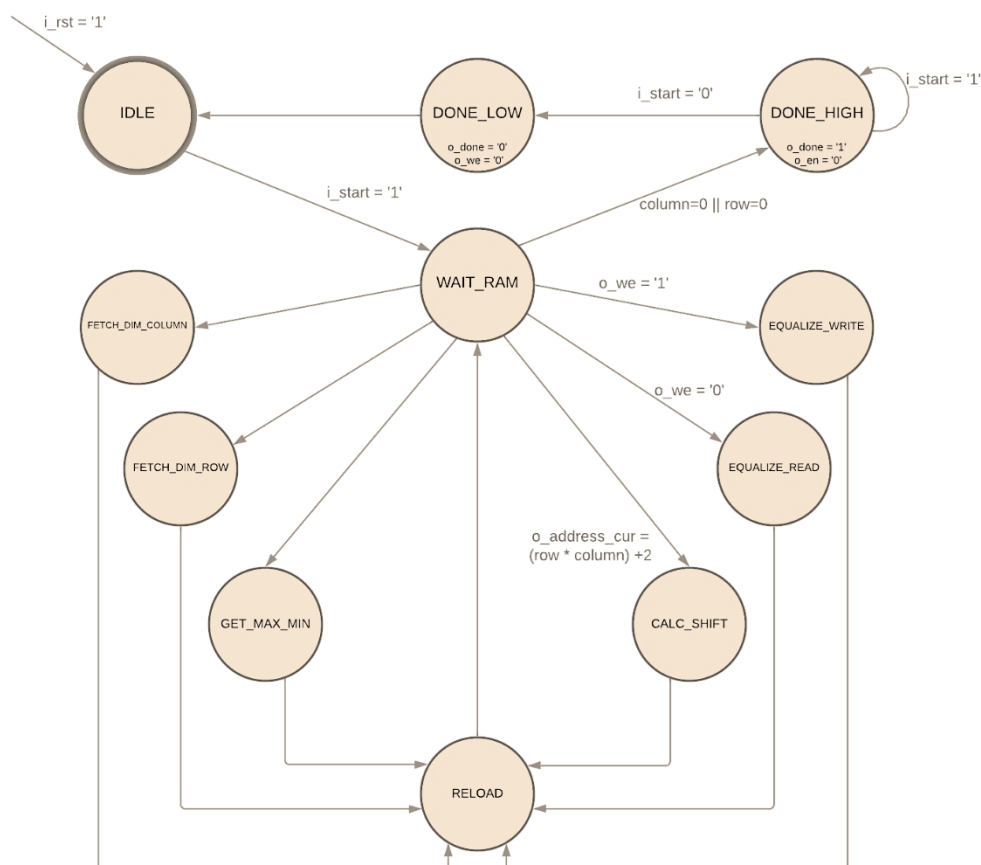 i_rst = '1'
IDLE
DONE_LOW
o_done = '0'
o_we = '0'
i_start = '0'
DONE_HIGH
o_done = '1'
o_en = '0'
i_start = '1'
i_start = '1'
column=0 || row=0
WAIT_RAM
o_we = '1'
FETCH_DIM_COLUMN
EQUALIZE_WRITE
o_we = '0'
FETCH_DIM_ROW
EQUALIZE_READ
o_address_cur =
(row * column) +2
GET_MAX_MIN
CALC_SHIFT
RELOAD